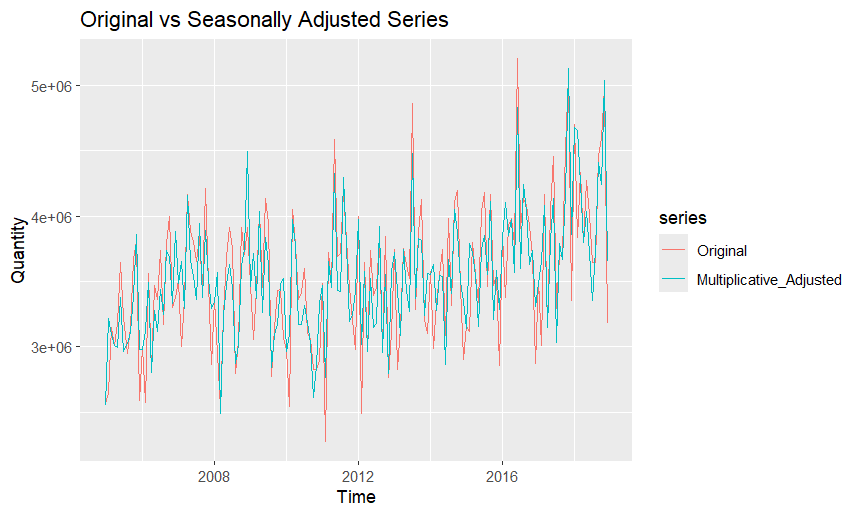 Original vs Seasonally Adjusted Series
5e+06
4e+06
3e+06
Quantity
2008
2012
2016
Time
series
Original
Multiplicative_Adjusted